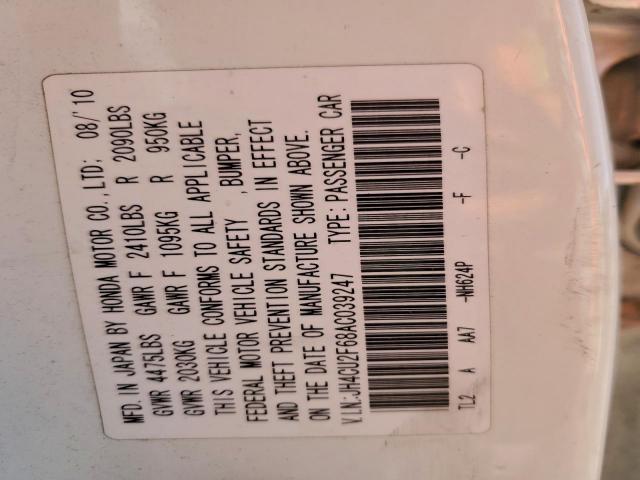 MFD. IN JAPAN BY HONDA MOTOR CO., LTD; 08/'10
GVWR 4475LBS GAWR F 2410LBS R 2090LBS
GVWR 2030KG GAWR F 1095KG R 950KG
THIS VEHICLE CONFORMS TO ALL APPLICABLE
FEDERAL MOTOR VEHICLE SAFETY ,BUMPER,
AND THEFT PREVENTION STANDARDS IN EFFECT
ON THE DATE OF MANUFACTURE SHOWN ABOVE.
V.I.N:JH4CU2F68AC039247 TYPE: PASSENGER CAR
TL2 A AA7 -NH624P -F -C